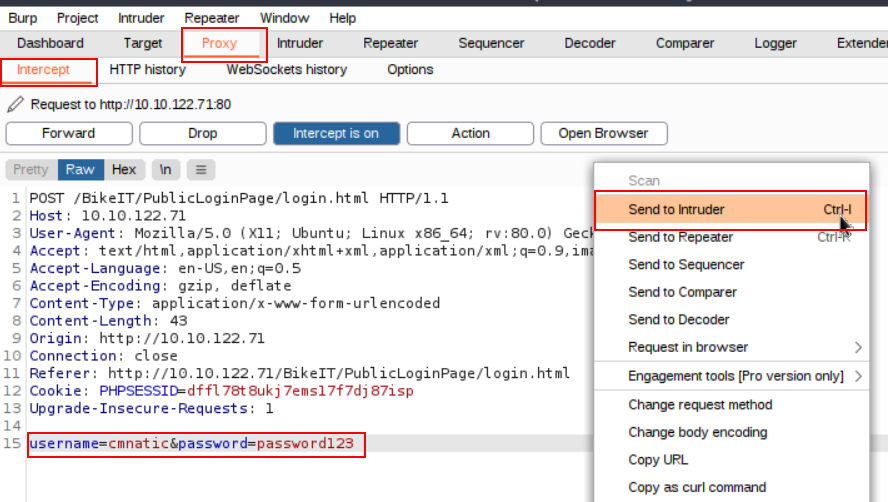 Burp Project Intruder Repeater Window Help
Dashboard Target Proxy Intruder Repeater Sequencer Decoder Comparer Logger Extender
Intercept HTTP history WebSockets history Options
Request to http://10.10.122.71:80
Forward Drop Intercept is on Action Open Browser
Pretty Raw Hex \n
1 POST /BikeIT/PublicLoginPage/login.html HTTP/1.1
2 Host: 10.10.122.71
3 User-Agent: Mozilla/5.0 (X11; Ubuntu; Linux x86_64; rv:80.0) Geck
4 Accept: text/html,application/xhtml+xml,application/xml;q=0.9,ima
5 Accept-Language: en-US,en;q=0.5
6 Accept-Encoding: gzip, deflate
7 Content-Type: application/x-www-form-urlencoded
8 Content-Length: 43
9 Origin: http://10.10.122.71
10 Connection: close
11 Referer: http://10.10.122.71/BikeIT/PublicLoginPage/login.html
12 Cookie: PHPSESSID=dffl78t8ukj7ems17f7dj87isp
13 Upgrade-Insecure-Requests: 1
14
15 username=cmnatic&password=password123
Scan
Send to Intruder Ctrl-I
Send to Repeater Ctrl-R
Send to Sequencer
Send to Comparer
Send to Decoder
Request in browser
Engagement tools [Pro version only]
Change request method
Change body encoding
Copy URL
Copy as curl command